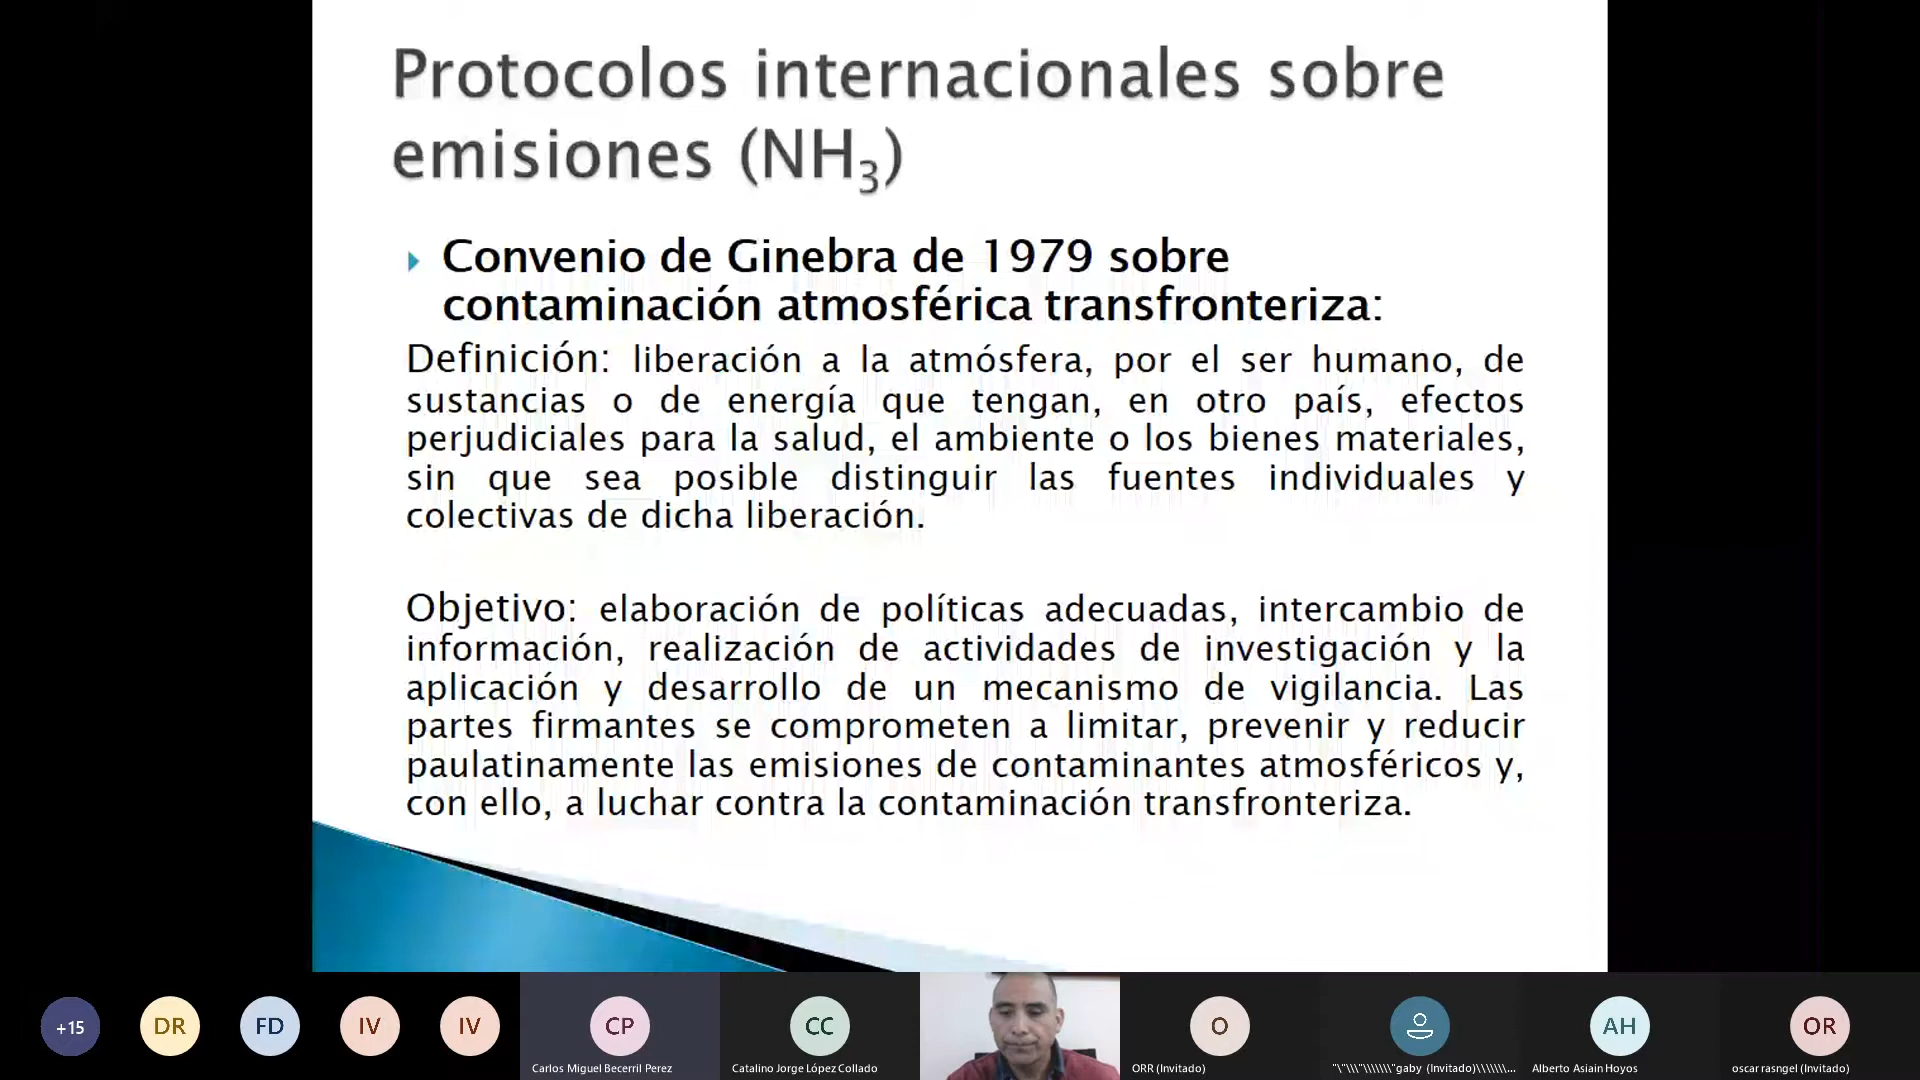 Protocolos internacionales sobre
emisiones (NH₃)
Convenio de Ginebra de 1979 sobre
contaminación atmosférica transfronteriza:
Definición: liberación a la atmósfera, por el ser humano, de
sustancias o de energía que tengan, en otro país, efectos
perjudiciales para la salud, el ambiente o los bienes materiales,
sin que sea posible distinguir las fuentes individuales y
colectivas de dicha liberación.
Objetivo: elaboración de políticas adecuadas, intercambio de
información, realización de actividades de investigación y la
aplicación y desarrollo de un mecanismo de vigilancia. Las
partes firmantes se comprometen a limitar, prevenir y reducir
paulatinamente las emisiones de contaminantes atmosféricos y,
con ello, a luchar contra la contaminación transfronteriza.
+15 DR FD IV IV CP CC O AH OR
Carlos Miguel Becerril Perez Catalino Jorge López Collado ORR (Invitado) "\"\\\"\\\\\\\"gaby (Invitado)\\\\\\\... Alberto Asiain Hoyos oscar rasngel (Invitado)